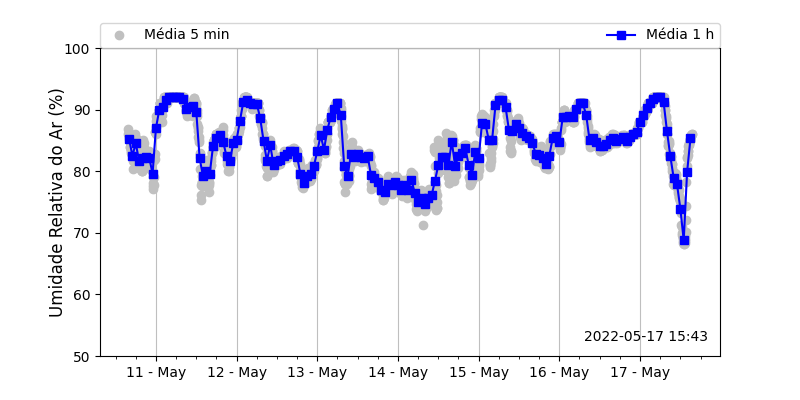 Média 5 min
Média 1 h
Umidade Relativa do Ar (%)
100
90
80
70
60
50
2022-05-17 15:43
11 - May
12 - May
13 - May
14 - May
15 - May
16 - May
17 - May